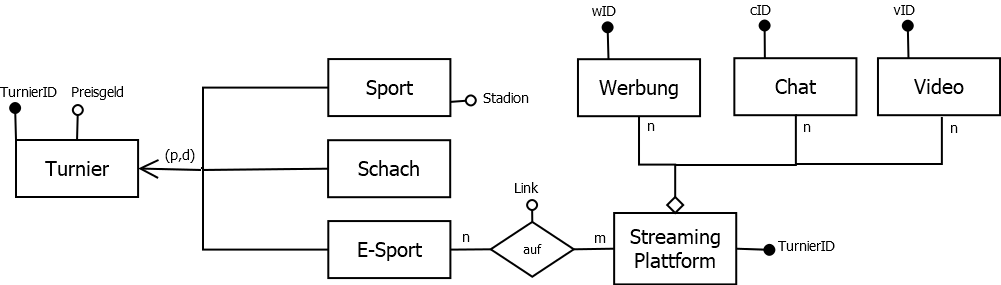 wID
cID
vID
Werbung
Chat
Video
n
n
n
Sport
Stadion
TurnierID
Preisgeld
Turnier
(p,d)
Schach
E-Sport
n
Link
auf
m
Streaming
Plattform
TurnierID